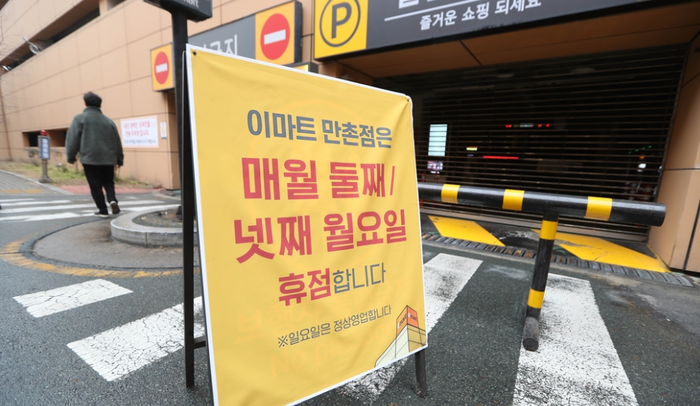 즐거운 쇼핑 되세요
P
이마트 만촌점은
매월 둘째/
넷째 월요일
휴점합니다
※일요일은 정상영업합니다